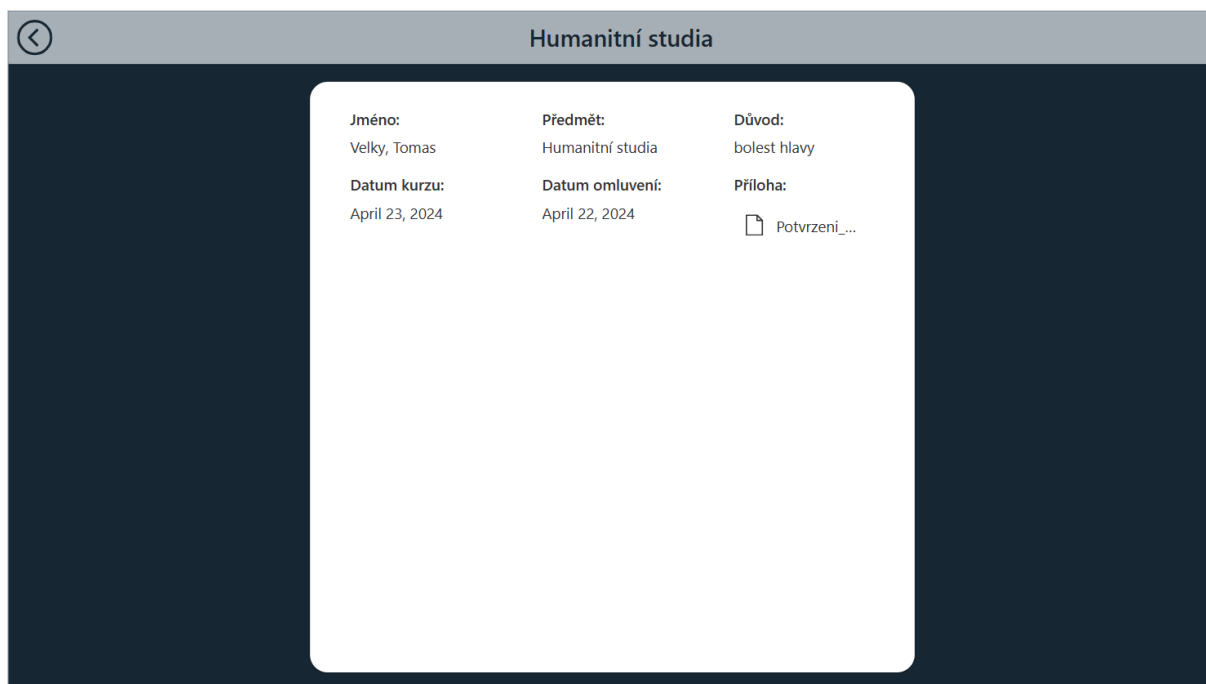 Humanitní studia
Jméno: Předmět: Důvod:
Velky, Tomas Humanitní studia bolest hlavy
Datum kurzu: Datum omluvení: Příloha:
April 23, 2024 April 22, 2024
Potvrzeni_...